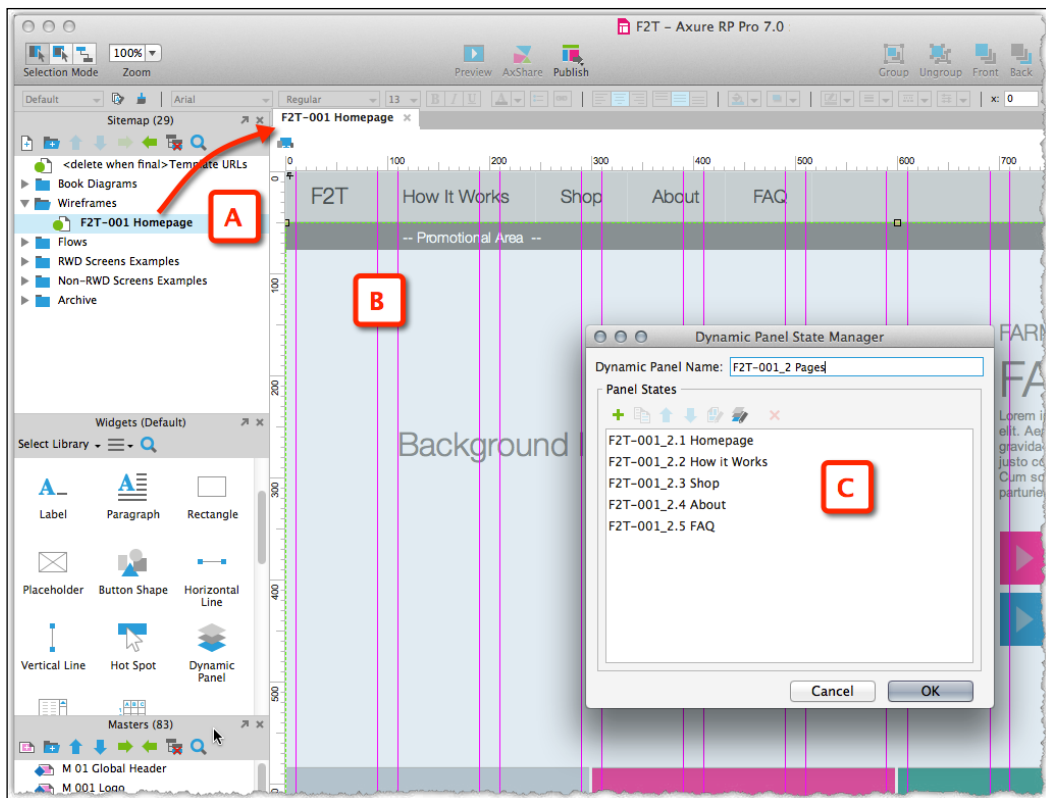 F2T – Axure RP Pro 7.0
100%
Selection Mode Zoom Preview AxShare Publish Group Ungroup Front Back
Default Arial Regular 13 B I U x: 0
Sitemap (29)
F2T-001 Homepage
<delete when final>Template URLs
Book Diagrams
Wireframes
F2T-001 Homepage
Flows
RWD Screens Examples
Non-RWD Screens Examples
Archive
A
0 100 200 300 400 500 600 700
0
100
200
300
400
500
F2T How It Works Shop About FAQ
-- Promotional Area --
B
Background
FAR
FA
Lorem i
elit. Ae
gravida
justo c
Cum so
parturie
Dynamic Panel State Manager
Dynamic Panel Name: F2T-001_2 Pages
Panel States
F2T-001_2.1 Homepage
F2T-001_2.2 How it Works
F2T-001_2.3 Shop
F2T-001_2.4 About
F2T-001_2.5 FAQ
C
Cancel OK
Widgets (Default)
Select Library
Label Paragraph Rectangle
Placeholder Button Shape Horizontal
Line
Vertical Line Hot Spot Dynamic
Panel
Masters (83)
M 01 Global Header
M 001 Logo